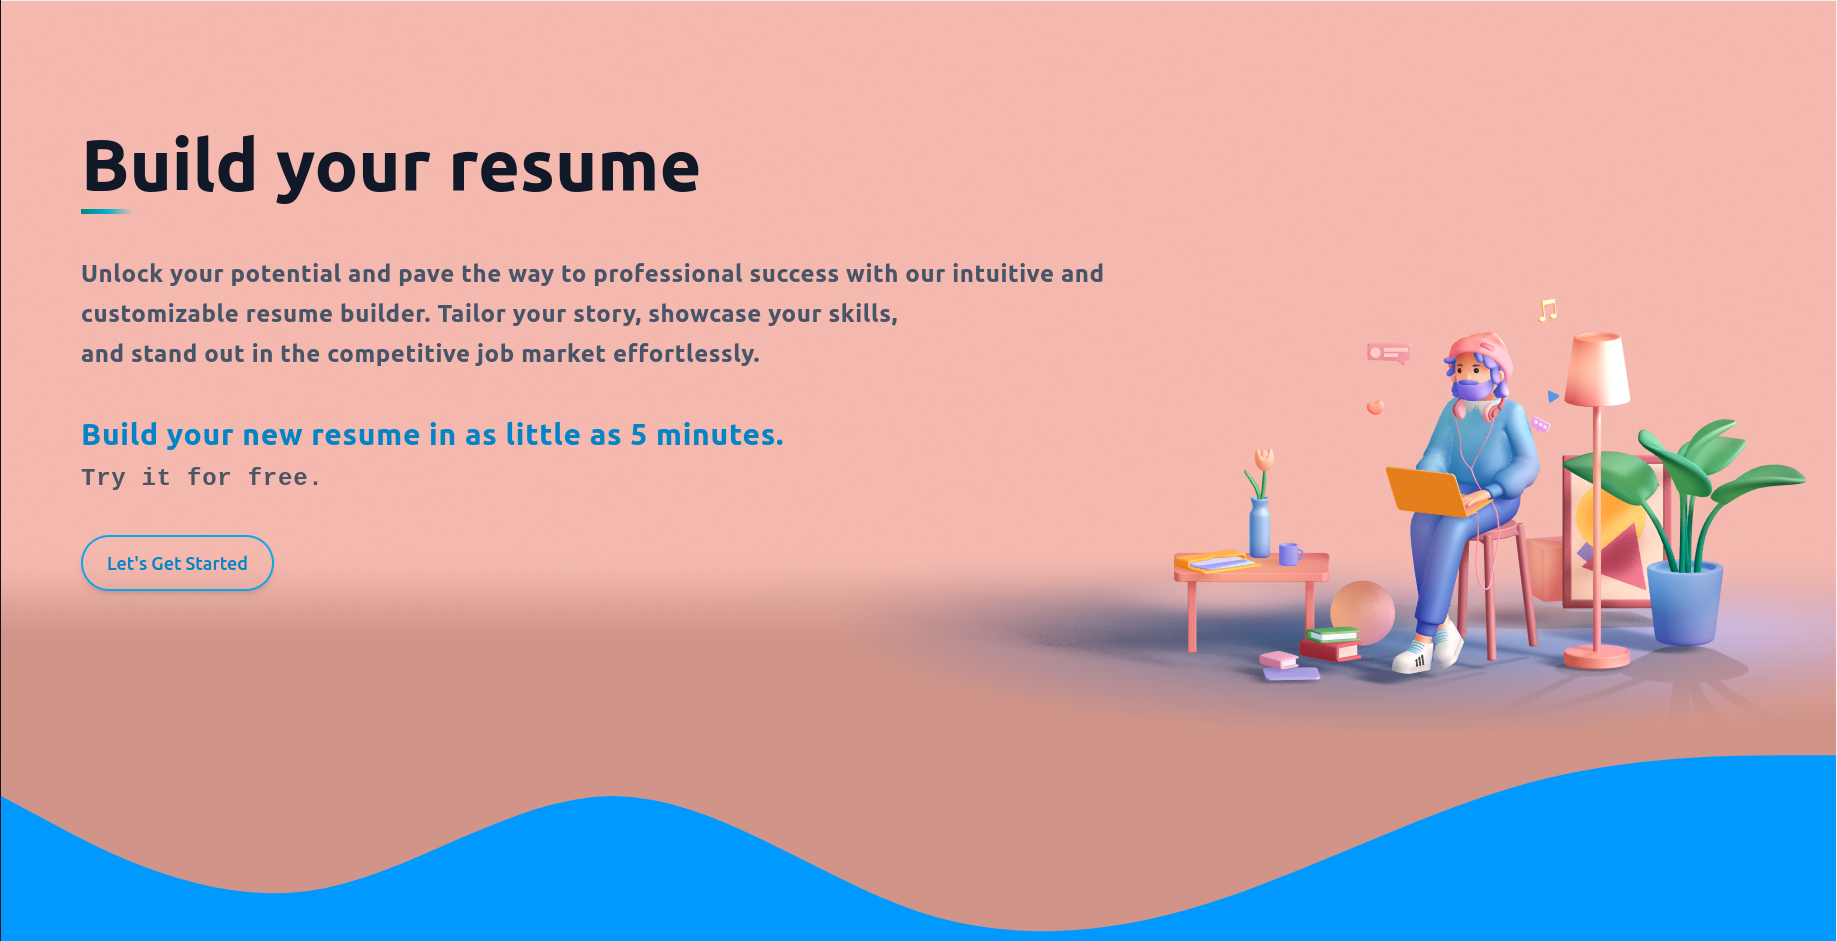 Build your resume
Unlock your potential and pave the way to professional success with our intuitive and
customizable resume builder. Tailor your story, showcase your skills,
and stand out in the competitive job market effortlessly.
Build your new resume in as little as 5 minutes.
Try it for free.
Let's Get Started